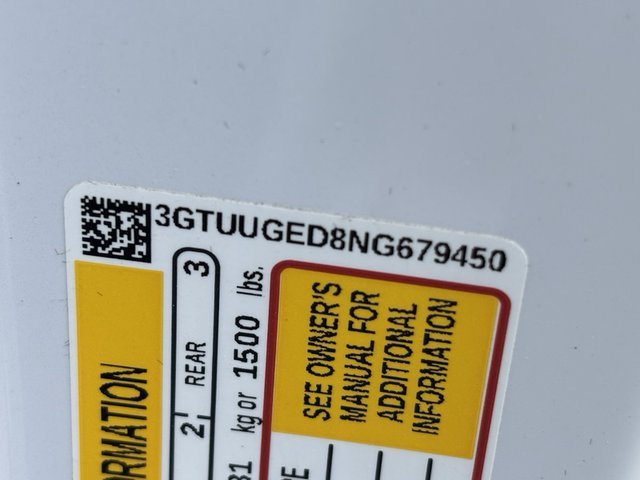 3GTUUGED8NG679450
REAR 3
2
kg or 1500 lbs.
SEE OWNER'S
MANUAL FOR
ADDITIONAL
INFORMATION